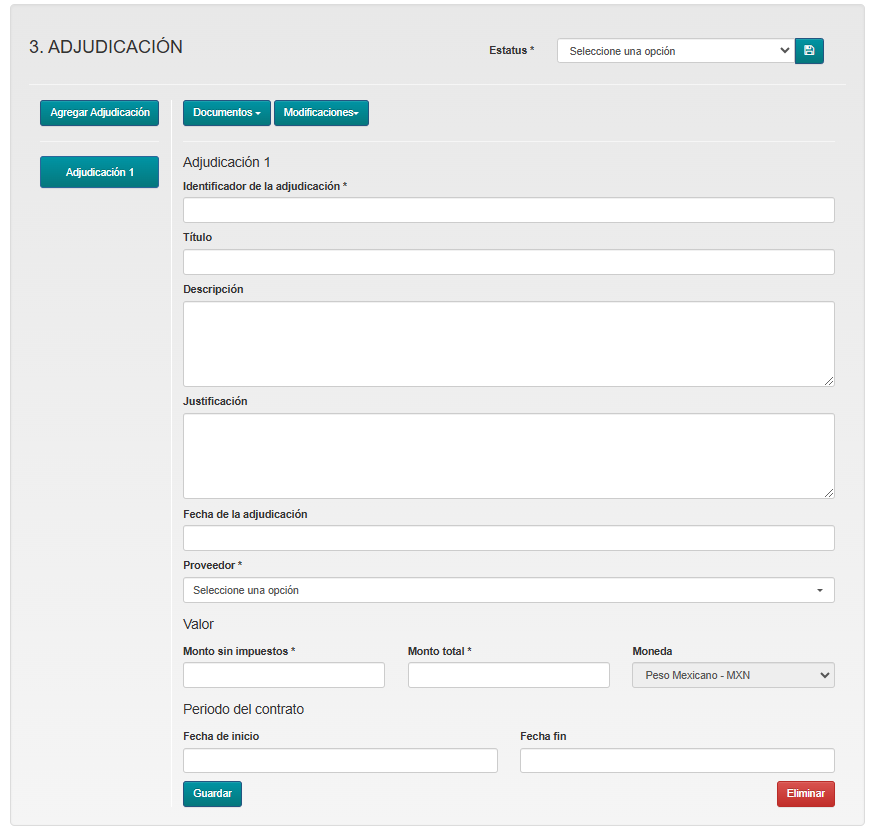 3. ADJUDICACIÓN
Estatus *
Seleccione una opción
Agregar Adjudicación
Documentos
Modificaciones
Adjudicación 1
Adjudicación 1
Identificador de la adjudicación *
Título
Descripción
Justificación
Fecha de la adjudicación
Proveedor *
Seleccione una opción
Valor
Monto sin impuestos *
Monto total *
Moneda
Peso Mexicano - MXN
Periodo del contrato
Fecha de inicio
Fecha fin
Guardar
Eliminar